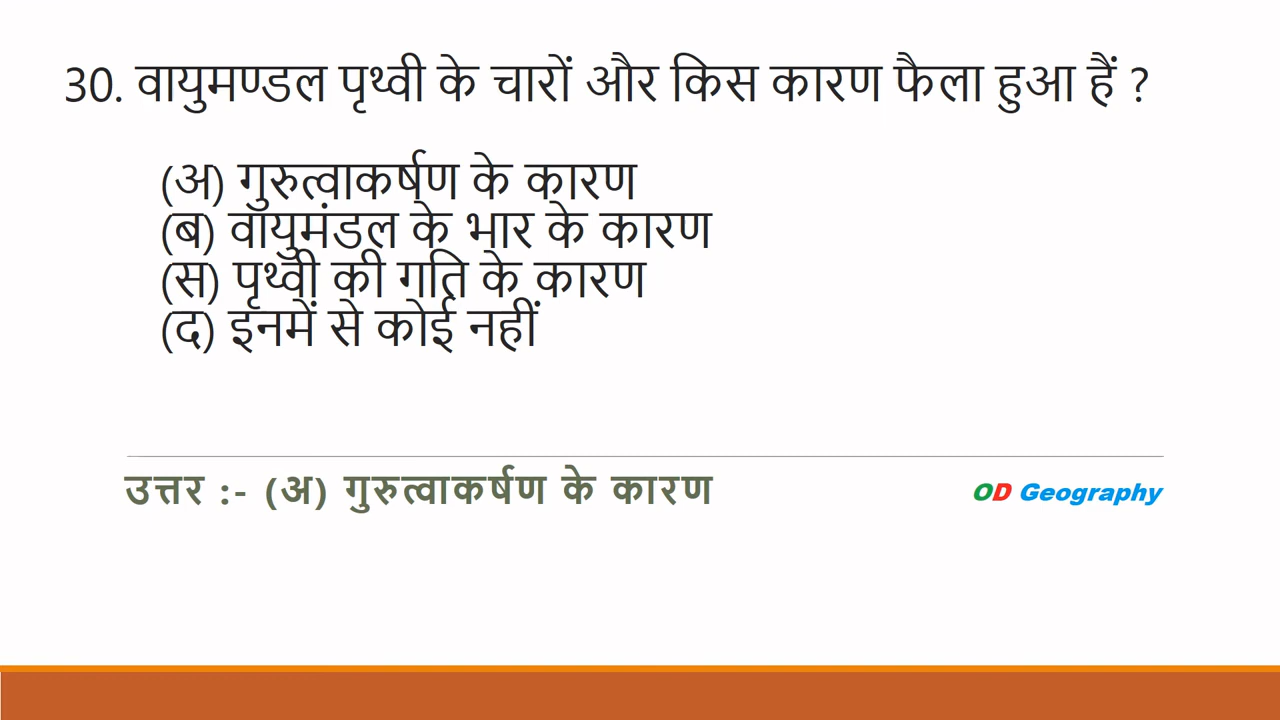 30. वायुमण्डल पृथ्वी के चारों और किस कारण फैला हुआ हैं ?
(अ) गुरुत्वाकर्षण के कारण
(ब) वायुमंडल के भार के कारण
(स) पृथ्वी की गति के कारण
(द) इनमें से कोई नहीं
उत्तर :- (अ) गुरुत्वाकर्षण के कारण
OD Geography